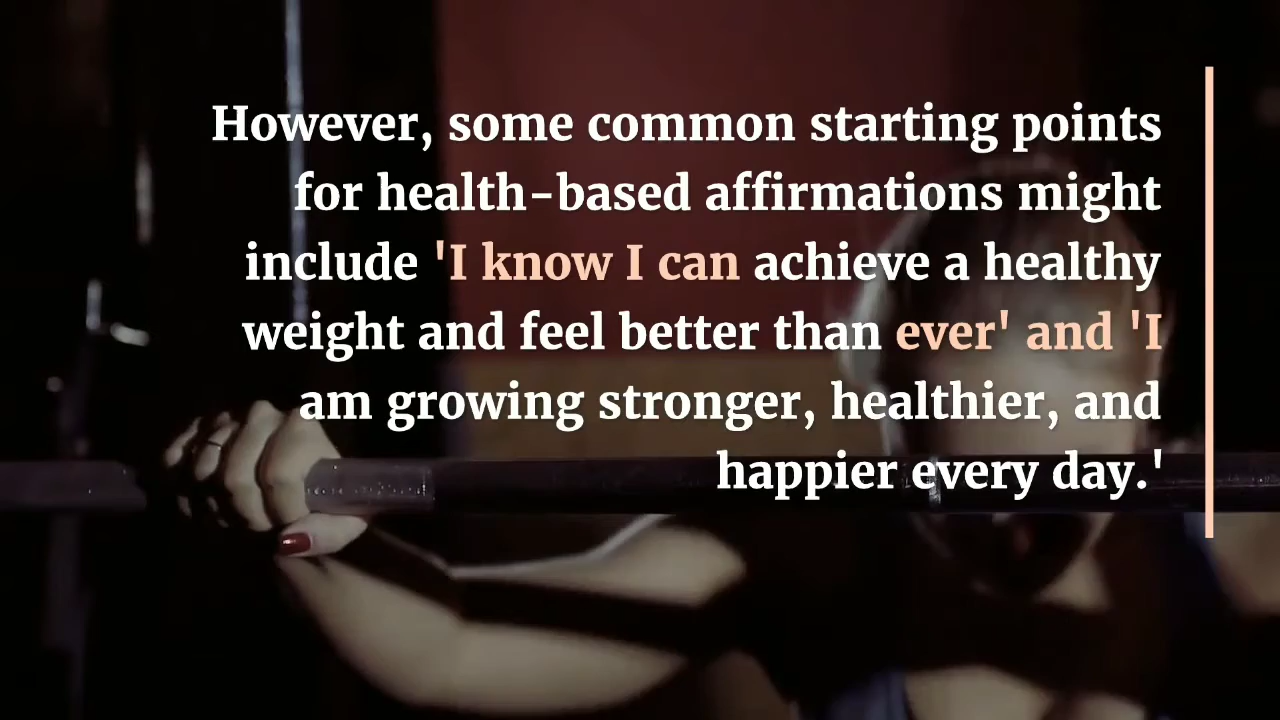 However, some common starting points
for health-based affirmations might
include 'I know I can achieve a healthy
weight and feel better than ever' and 'I
am growing stronger, healthier, and
happier every day.'